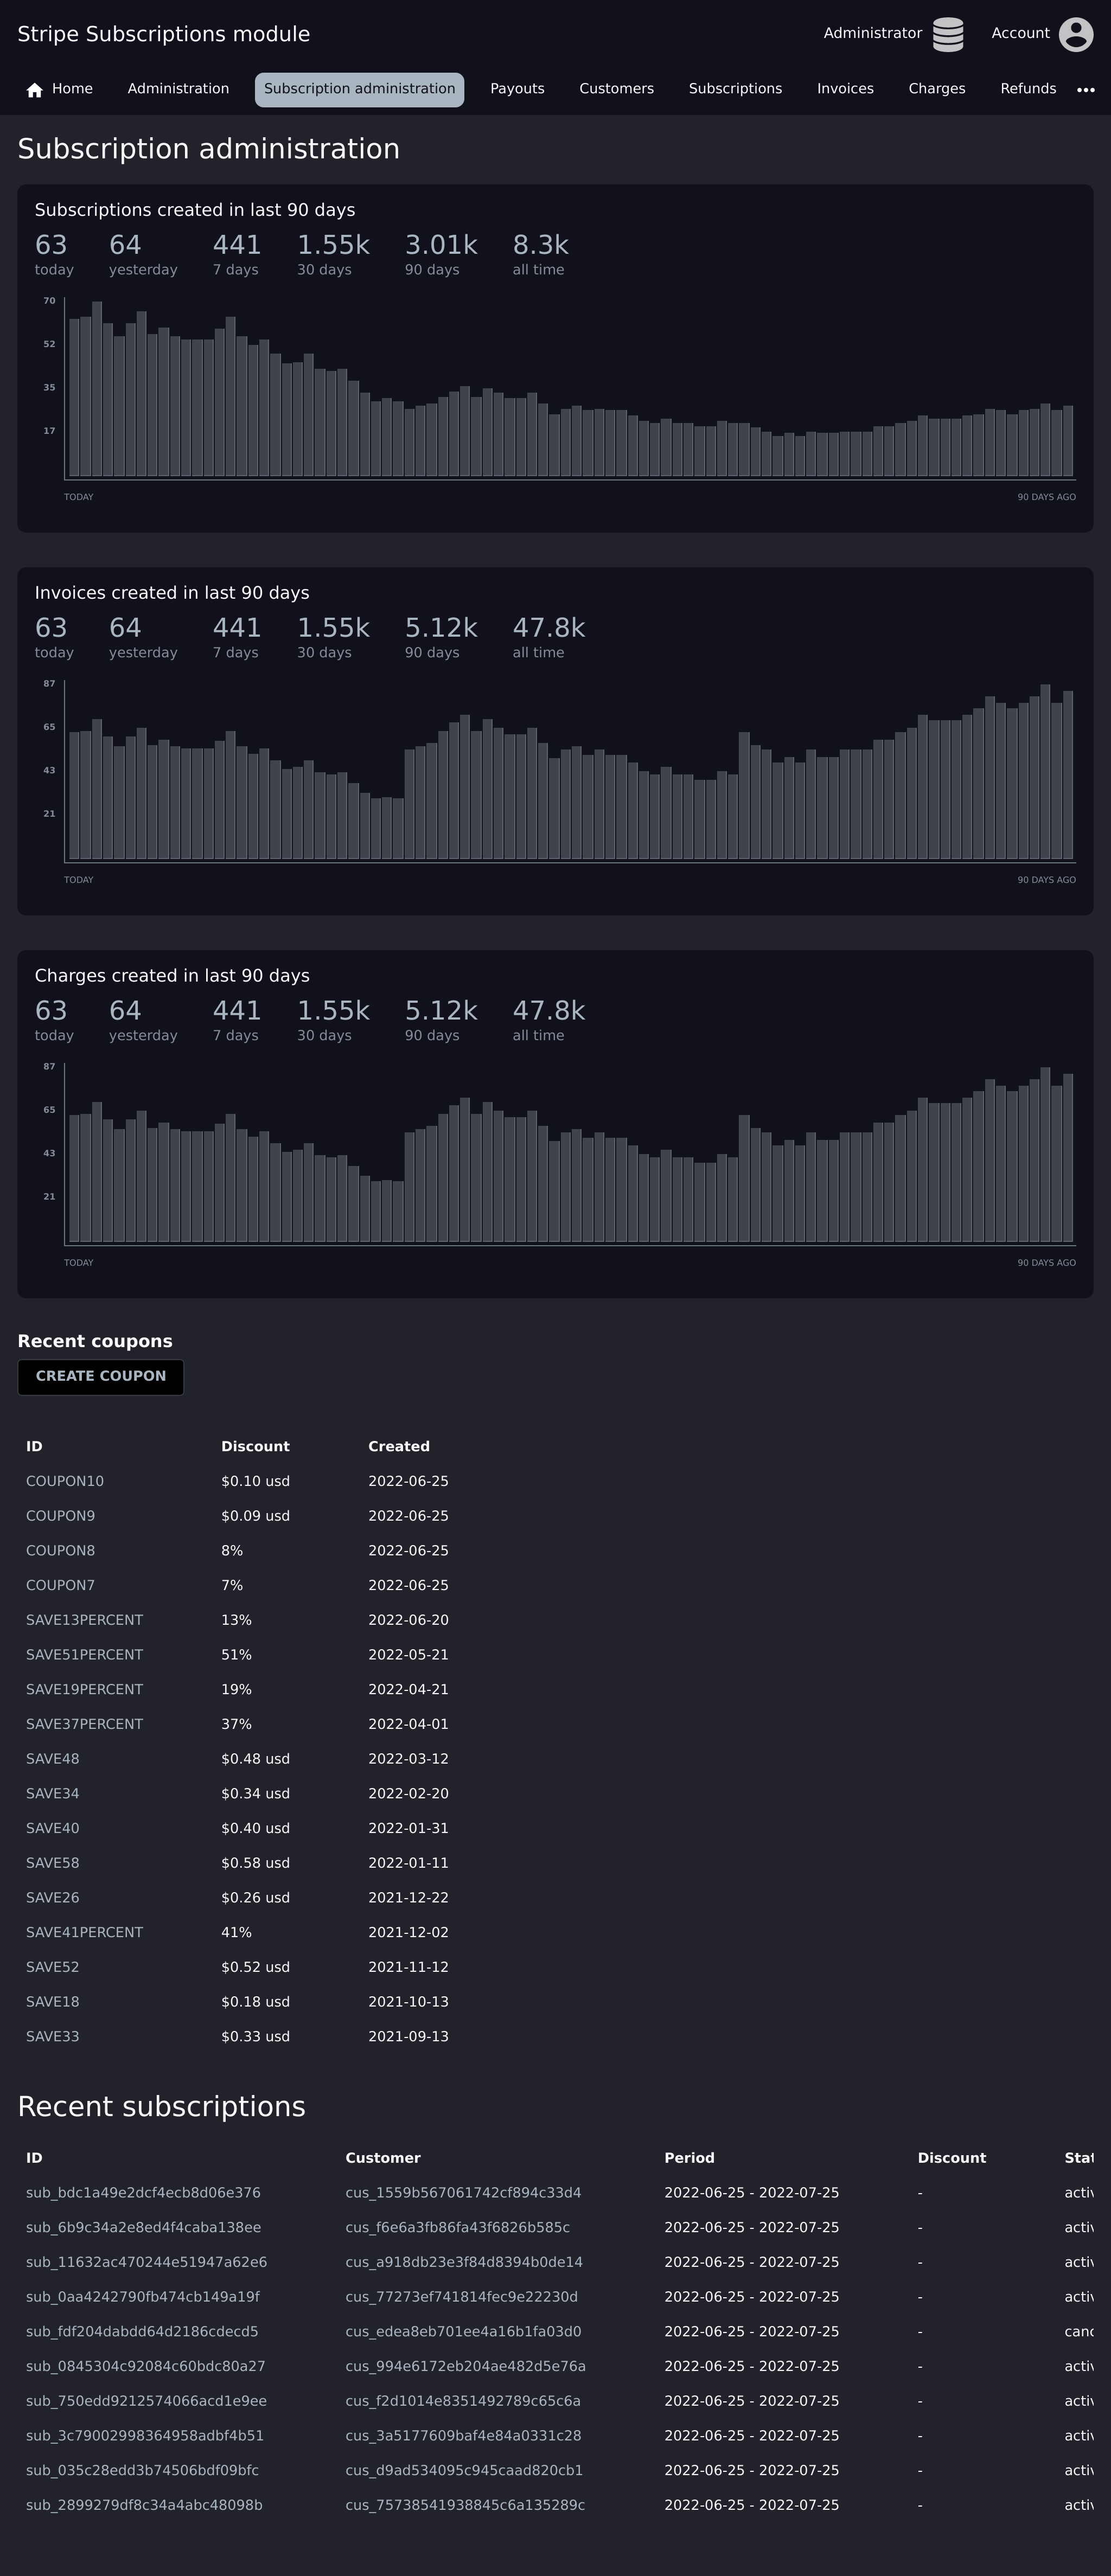 Stripe Subscriptions module
Administrator Account
Home Administration Subscription administration Payouts Customers Subscriptions Invoices Charges Refunds •••
Subscription administration
Subscriptions created in last 90 days
63 64 441 1.55k 3.01k 8.3k
today yesterday 7 days 30 days 90 days all time
70
52
35
17
TODAY 90 DAYS AGO
Invoices created in last 90 days
63 64 441 1.55k 5.12k 47.8k
today yesterday 7 days 30 days 90 days all time
87
65
43
21
TODAY 90 DAYS AGO
Charges created in last 90 days
63 64 441 1.55k 5.12k 47.8k
today yesterday 7 days 30 days 90 days all time
87
65
43
21
TODAY 90 DAYS AGO
Recent coupons
CREATE COUPON
ID Discount Created
COUPON10 $0.10 usd 2022-06-25
COUPON9 $0.09 usd 2022-06-25
COUPON8 8% 2022-06-25
COUPON7 7% 2022-06-25
SAVE13PERCENT 13% 2022-06-20
SAVE51PERCENT 51% 2022-05-21
SAVE19PERCENT 19% 2022-04-21
SAVE37PERCENT 37% 2022-04-01
SAVE48 $0.48 usd 2022-03-12
SAVE34 $0.34 usd 2022-02-20
SAVE40 $0.40 usd 2022-01-31
SAVE58 $0.58 usd 2022-01-11
SAVE26 $0.26 usd 2021-12-22
SAVE41PERCENT 41% 2021-12-02
SAVE52 $0.52 usd 2021-11-12
SAVE18 $0.18 usd 2021-10-13
SAVE33 $0.33 usd 2021-09-13
Recent subscriptions
ID Customer Period Discount Stat
sub_bdc1a49e2dcf4ecb8d06e376 cus_1559b567061742cf894c33d4 2022-06-25 - 2022-07-25 - activ
sub_6b9c34a2e8ed4f4caba138ee cus_f6e6a3fb86fa43f6826b585c 2022-06-25 - 2022-07-25 - activ
sub_11632ac470244e51947a62e6 cus_a918db23e3f84d8394b0de14 2022-06-25 - 2022-07-25 - activ
sub_0aa4242790fb474cb149a19f cus_77273ef741814fec9e22230d 2022-06-25 - 2022-07-25 - activ
sub_fdf204dabdd64d2186cdecd5 cus_edea8eb701ee4a16b1fa03d0 2022-06-25 - 2022-07-25 - canc
sub_0845304c92084c60bdc80a27 cus_994e6172eb204ae482d5e76a 2022-06-25 - 2022-07-25 - activ
sub_750edd9212574066acd1e9ee cus_f2d1014e8351492789c65c6a 2022-06-25 - 2022-07-25 - activ
sub_3c79002998364958adbf4b51 cus_3a5177609baf4e84a0331c28 2022-06-25 - 2022-07-25 - activ
sub_035c28edd3b74506bdf09bfc cus_d9ad534095c945caad820cb1 2022-06-25 - 2022-07-25 - activ
sub_2899279df8c34a4abc48098b cus_75738541938845c6a135289c 2022-06-25 - 2022-07-25 - activ